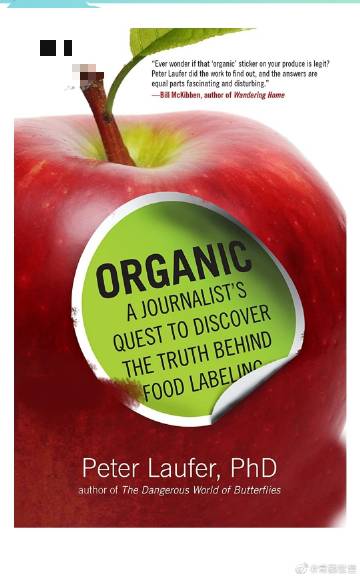 "Ever wonder if that 'organic' sticker on your produce is legit?
Peter Laufer did the work to find out, and the answers are
equal parts fascinating and disturbing."
—Bill McKibben, author of Wandering Home
ORGANIC
A JOURNALIST'S
QUEST TO DISCOVER
THE TRUTH BEHIND
FOOD LABELING
Peter Laufer, PhD
author of The Dangerous World of Butterflies